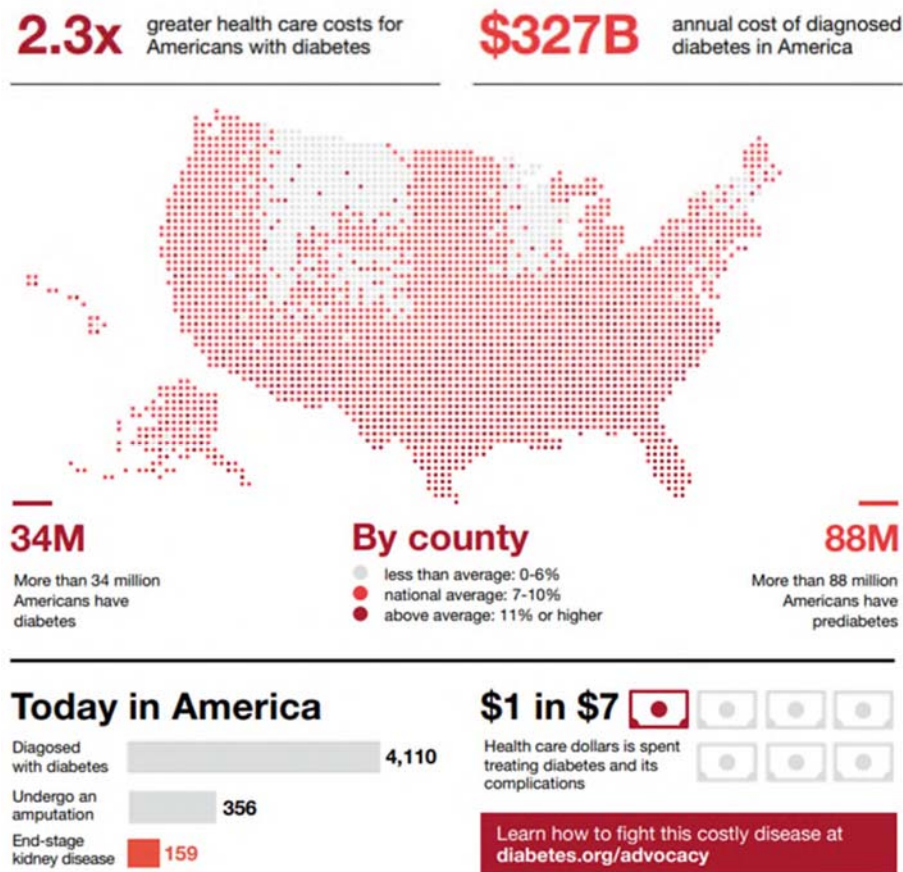 2.3x
greater health care costs for
Americans with diabetes
$327B
annual cost of diagnosed
diabetes in America
34M
More than 34 million
Americans have
diabetes
By county
less than average: 0-6%
national average: 7-10%
above average: 11% or higher
88M
More than 88 million
Americans have
prediabetes
Today in America
Diagosed
with diabetes
4,110
Undergo an
amputation
356
End-stage
kidney disease
159
$1 in $7
Health care dollars is spent
treating diabetes and its
complications
Learn how to fight this costly disease at
diabetes.org/advocacy